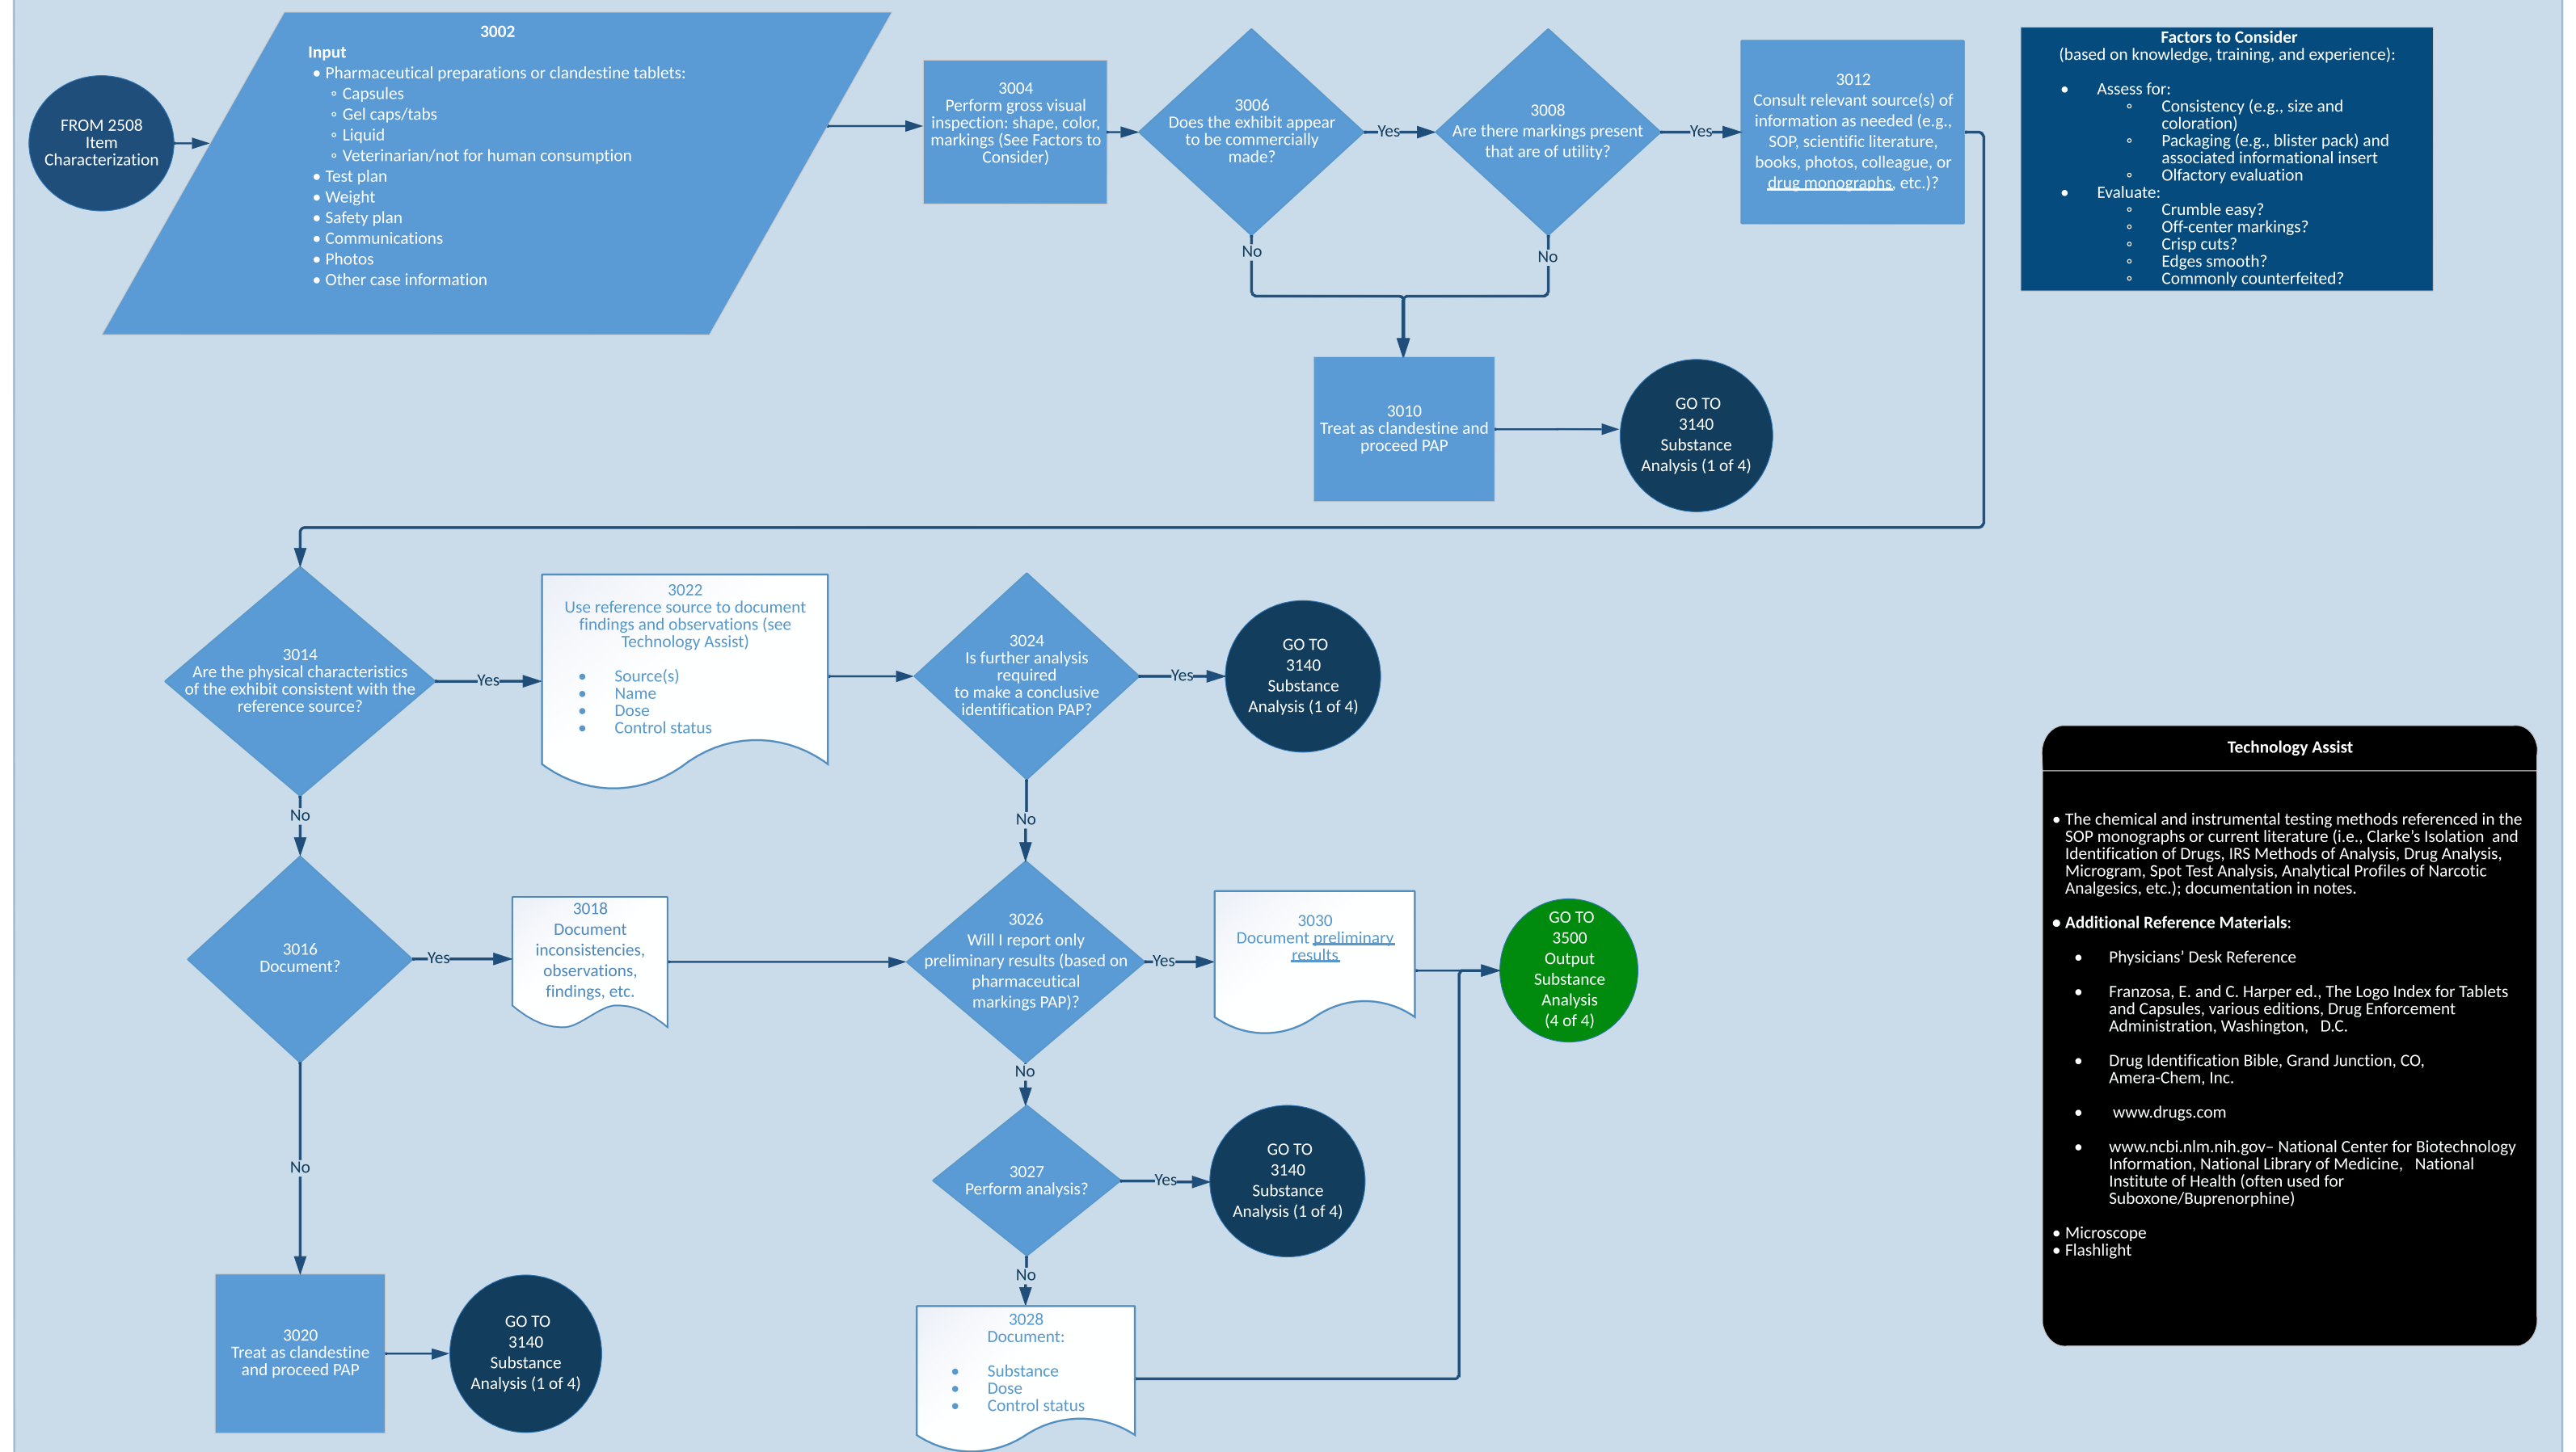 FROM 2508
Item
Characterization
3002
Input
• Pharmaceutical preparations or clandestine tablets:
◦ Capsules
◦ Gel caps/tabs
◦ Liquid
◦ Veterinarian/not for human consumption
• Test plan
• Weight
• Safety plan
• Communications
• Photos
• Other case information
3004
Perform gross visual
inspection: shape, color,
markings (See Factors to
Consider)
3006
Does the exhibit appear
to be commercially
made?
Yes
No
3008
Are there markings present
that are of utility?
Yes
No
3012
Consult relevant source(s) of
information as needed (e.g.,
SOP, scientific literature,
books, photos, colleague, or
drug monographs, etc.)?
Factors to Consider
(based on knowledge, training, and experience):
• Assess for:
◦ Consistency (e.g., size and
coloration)
◦ Packaging (e.g., blister pack) and
associated informational insert
◦ Olfactory evaluation
• Evaluate:
◦ Crumble easy?
◦ Off-center markings?
◦ Crisp cuts?
◦ Edges smooth?
◦ Commonly counterfeited?
3010
Treat as clandestine and
proceed PAP
GO TO
3140
Substance
Analysis (1 of 4)
3014
Are the physical characteristics
of the exhibit consistent with the
reference source?
Yes
No
3022
Use reference source to document
findings and observations (see
Technology Assist)
• Source(s)
• Name
• Dose
• Control status
3024
Is further analysis
required
to make a conclusive
identification PAP?
Yes
No
GO TO
3140
Substance
Analysis (1 of 4)
3016
Document?
Yes
No
3018
Document
inconsistencies,
observations,
findings, etc.
3026
Will I report only
preliminary results (based on
pharmaceutical
markings PAP)?
Yes
No
3030
Document preliminary
results
GO TO
3500
Output
Substance
Analysis
(4 of 4)
3027
Perform analysis?
Yes
No
GO TO
3140
Substance
Analysis (1 of 4)
3020
Treat as clandestine
and proceed PAP
GO TO
3140
Substance
Analysis (1 of 4)
3028
Document:
• Substance
• Dose
• Control status
Technology Assist
• The chemical and instrumental testing methods referenced in the
SOP monographs or current literature (i.e., Clarke’s Isolation and
Identification of Drugs, IRS Methods of Analysis, Drug Analysis,
Microgram, Spot Test Analysis, Analytical Profiles of Narcotic
Analgesics, etc.); documentation in notes.
• Additional Reference Materials:
• Physicians’ Desk Reference
• Franzosa, E. and C. Harper ed., The Logo Index for Tablets
and Capsules, various editions, Drug Enforcement
Administration, Washington, D.C.
• Drug Identification Bible, Grand Junction, CO,
Amera-Chem, Inc.
• www.drugs.com
• www.ncbi.nlm.nih.gov– National Center for Biotechnology
Information, National Library of Medicine, National
Institute of Health (often used for
Suboxone/Buprenorphine)
• Microscope
• Flashlight